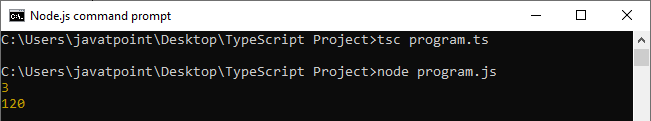 Node.js command prompt
C:\Users\javatpoint\Desktop\TypeScript Project>tsc program.ts
C:\Users\javatpoint\Desktop\TypeScript Project>node program.js
3
120